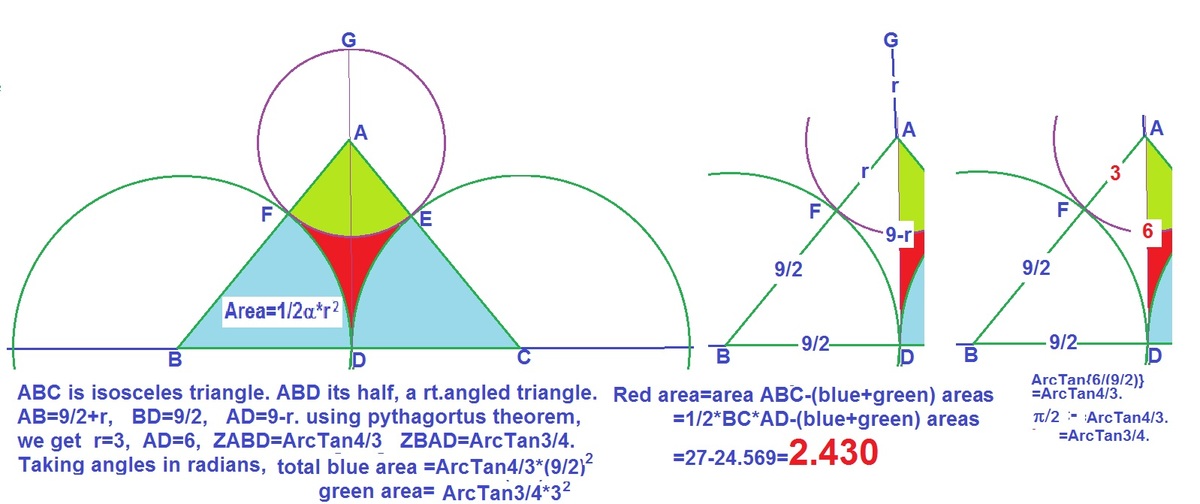 G
A
F
E
Area=1/2α*r²
B
D
C
G
r
A
r
F
9-r
9/2
9/2
B
D
A
3
F
6
9/2
9/2
B
D
ABC is isosceles triangle. ABD its half, a rt.angled triangle.
AB=9/2+r, BD=9/2, AD=9-r. using pythagortus theorem,
we get r=3, AD=6, ZABD=ArcTan4/3 ZBAD=ArcTan3/4.
Taking angles in radians, total blue area =ArcTan4/3*(9/2)²
green area= ArcTan3/4*3²
Red area=area ABC-(blue+green) areas
=1/2*BC*AD-(blue+green) areas
=27-24.569=2.430
ArcTan{6/(9/2)}
=ArcTan4/3.
π/2 :- ArcTan4/3.
=ArcTan3/4.